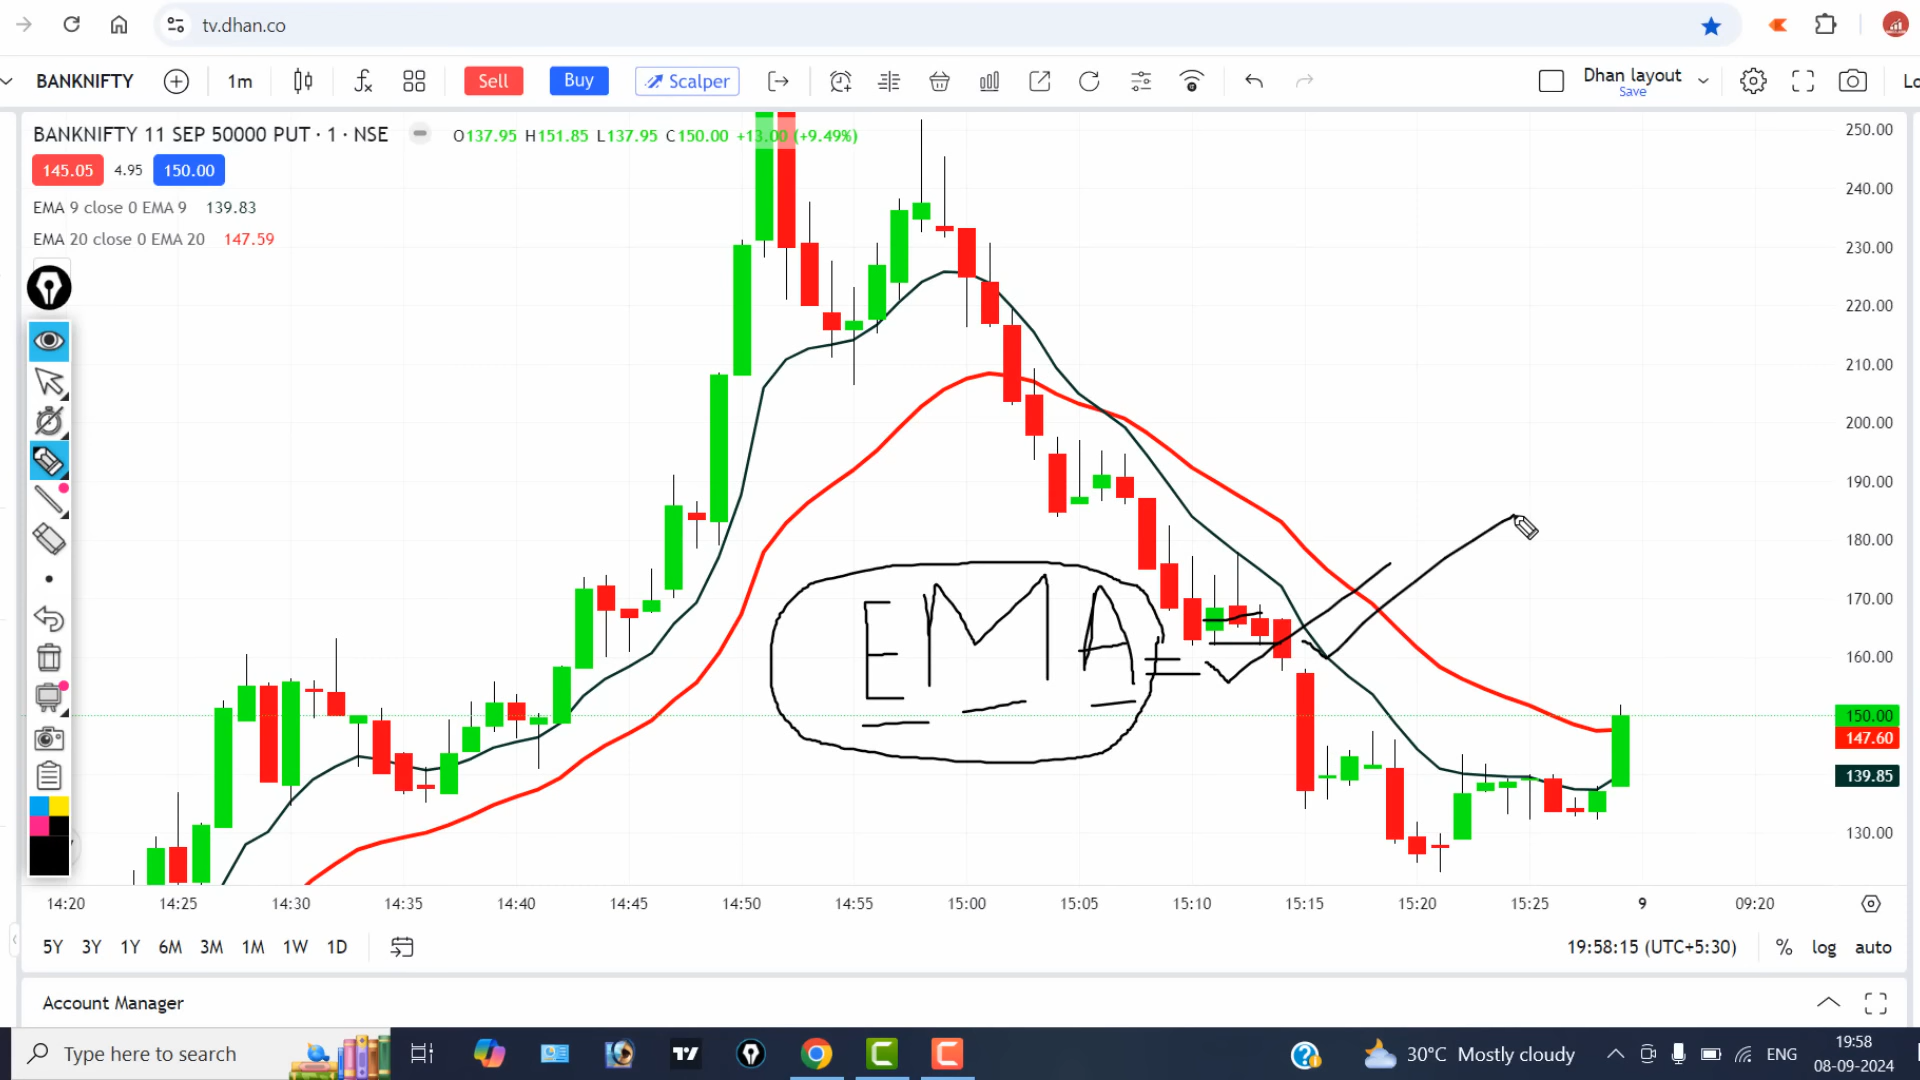 tv.dhan.co
BANKNIFTY 1m Sell Buy Scalper Dhan layout Lo
Save
BANKNIFTY 11 SEP 50000 PUT · 1 · NSE O137.95 H151.85 L137.95 C150.00 +13.00 (+9.49%)
145.05 4.95 150.00
EMA 9 close 0 EMA 9 139.83
EMA 20 close 0 EMA 20 147.59
250.00
240.00
230.00
220.00
210.00
200.00
190.00
180.00
170.00
160.00
150.00
147.60
139.85
130.00
EMA
14:20 14:25 14:30 14:35 14:40 14:45 14:50 14:55 15:00 15:05 15:10 15:15 15:20 15:25 9 09:20
5Y 3Y 1Y 6M 3M 1M 1W 1D 19:58:15 (UTC+5:30) % log auto
Account Manager
Type here to search 30°C Mostly cloudy ENG 19:58
08-09-2024